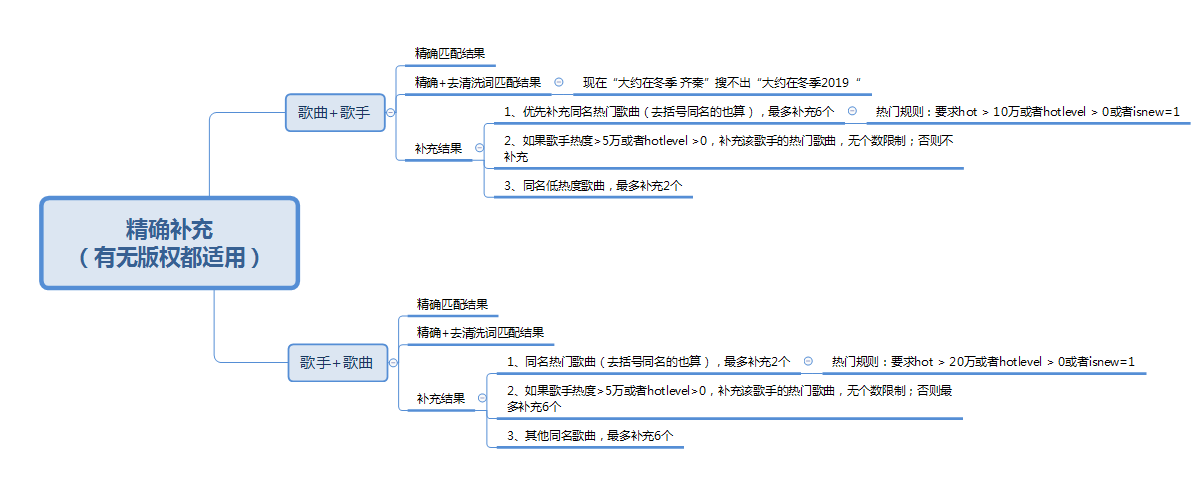 精确补充
（有无版权都适用）
歌曲+歌手
精确匹配结果
精确+去清洗词匹配结果
现在“大约在冬季 齐秦”搜不出“大约在冬季2019“
补充结果
1、优先补充同名热门歌曲（去括号同名的也算），最多补充6个
热门规则：要求hot > 10万或者hotlevel > 0或者isnew=1
2、如果歌手热度>5万或者hotlevel >0，补充该歌手的热门歌曲，无个数限制；否则不
补充
3、同名低热度歌曲，最多补充2个
歌手+歌曲
精确匹配结果
精确+去清洗词匹配结果
补充结果
1、同名热门歌曲（去括号同名的也算），最多补充2个
热门规则：要求hot > 20万或者hotlevel > 0或者isnew=1
2、如果歌手热度>5万或者hotlevel>0，补充该歌手的热门歌曲，无个数限制；否则最
多补充6个
3、其他同名歌曲，最多补充6个